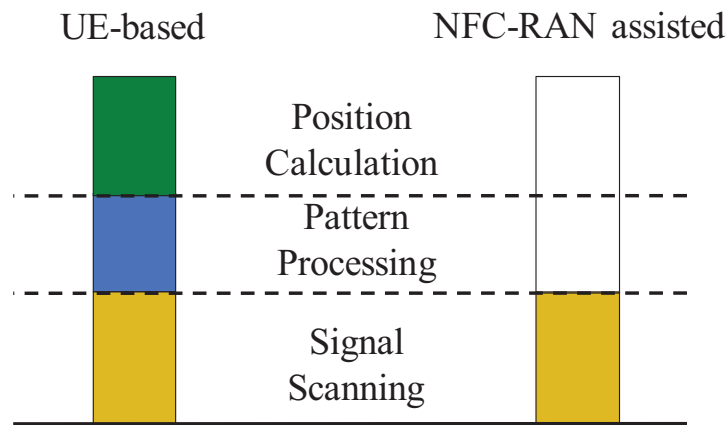 UE-based
NFC-RAN assisted
Position
Calculation
Pattern
Processing
Signal
Scanning